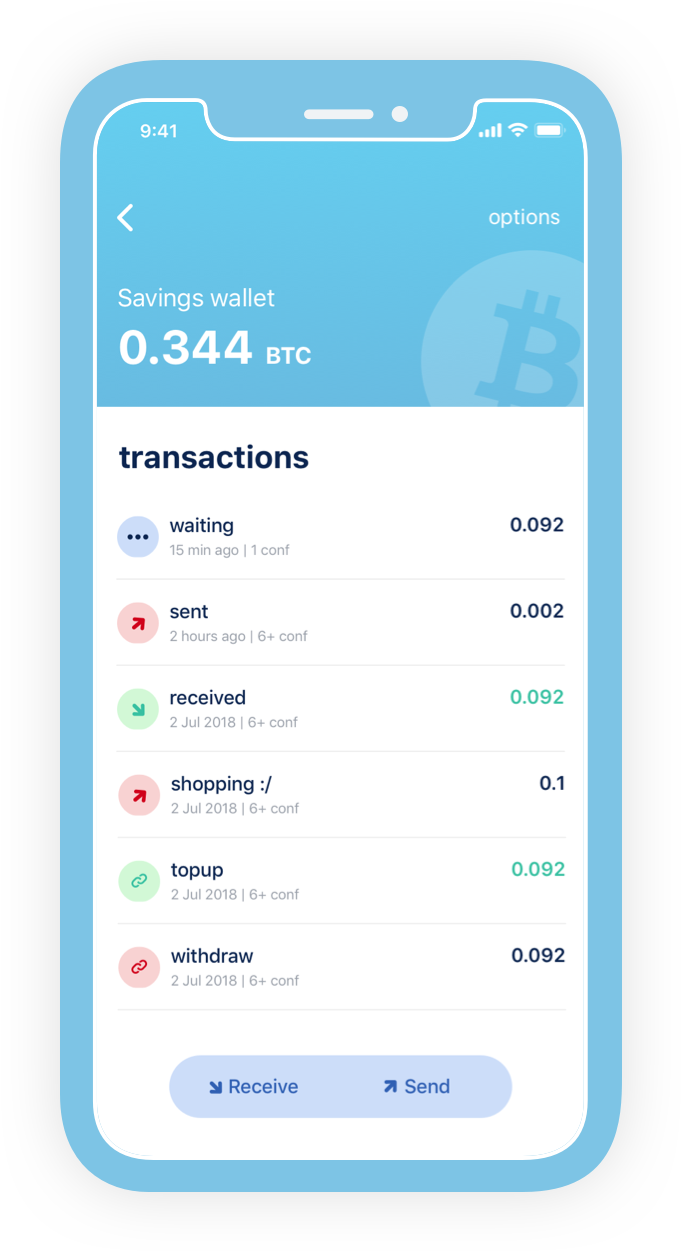 9:41
options
Savings wallet
0.344 BTC
transactions
waiting 0.092
15 min ago | 1 conf
sent 0.002
2 hours ago | 6+ conf
received 0.092
2 Jul 2018 | 6+ conf
shopping :/ 0.1
2 Jul 2018 | 6+ conf
topup 0.092
2 Jul 2018 | 6+ conf
withdraw 0.092
2 Jul 2018 | 6+ conf
Receive Send